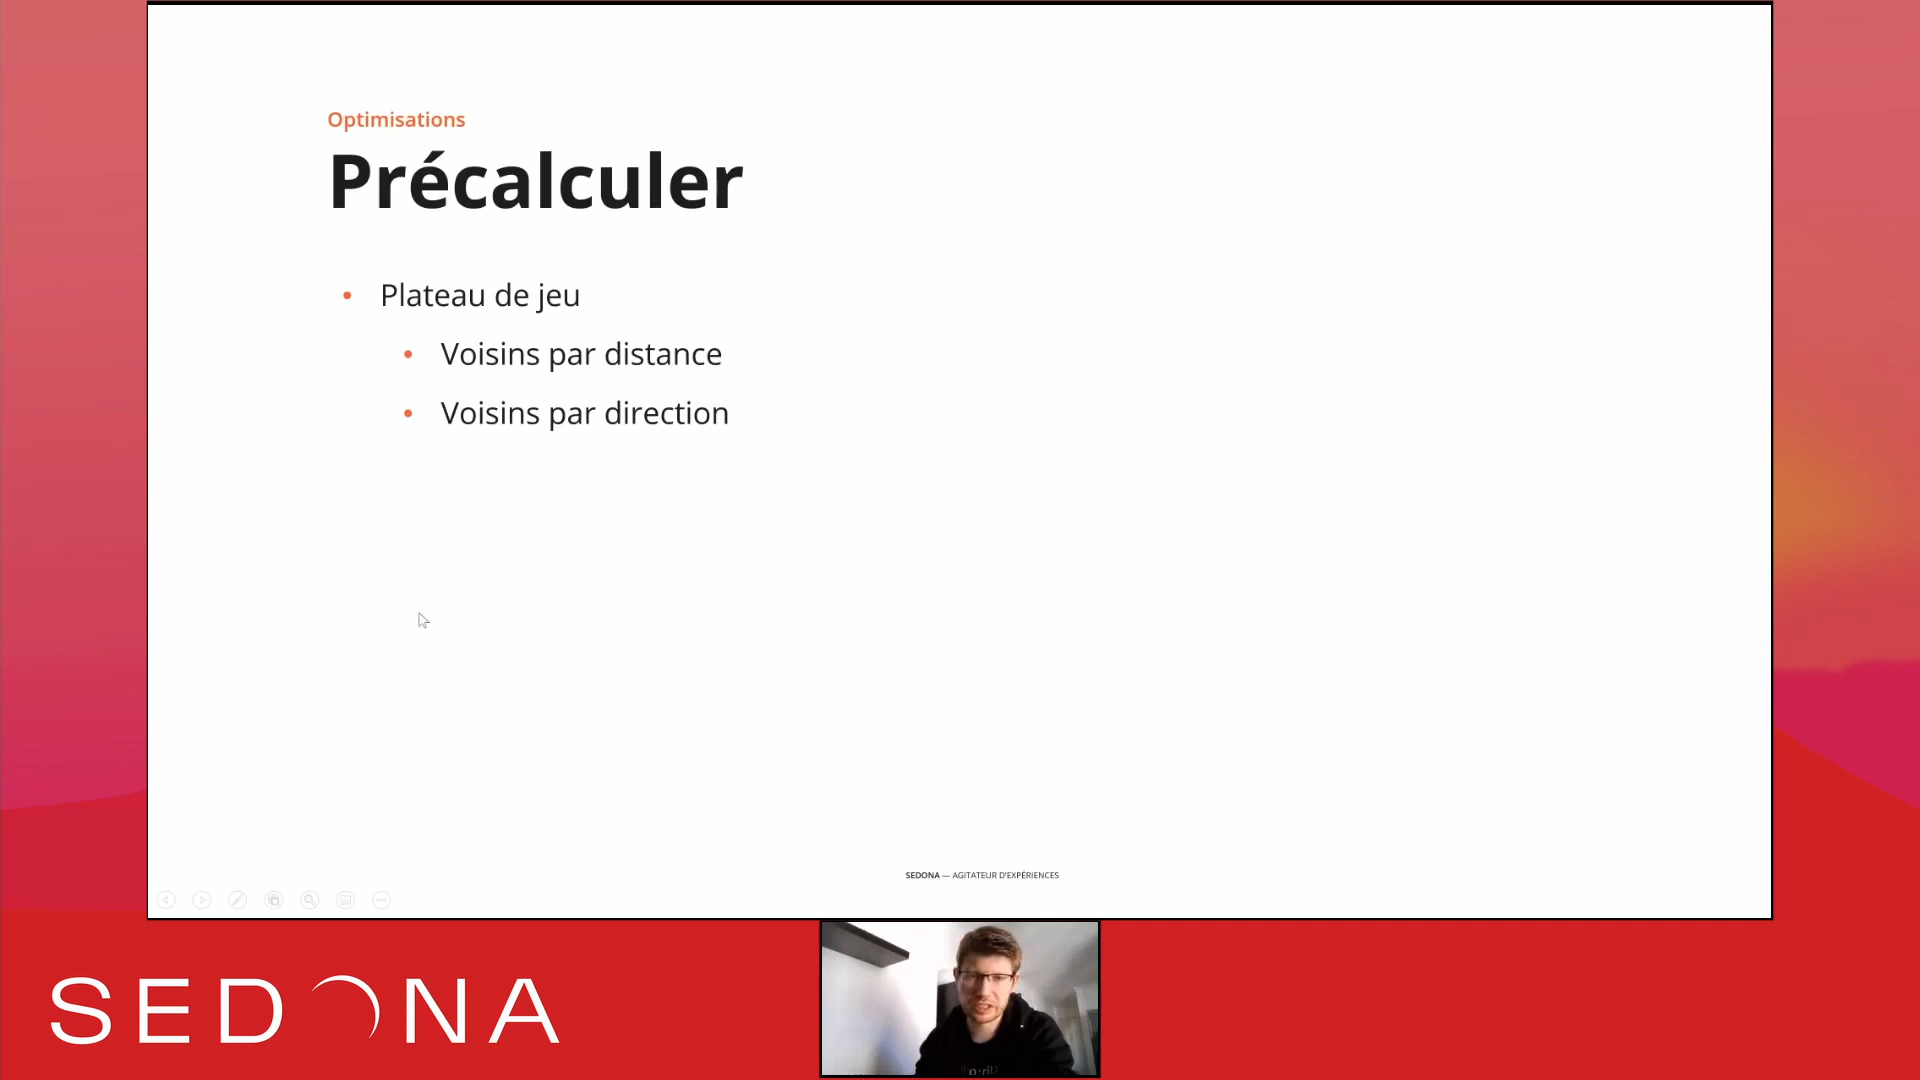 Optimisations
Précalculer
• Plateau de jeu
• Voisins par distance
• Voisins par direction
SEDONA — AGITATEUR D'EXPÉRIENCES
SEDONA